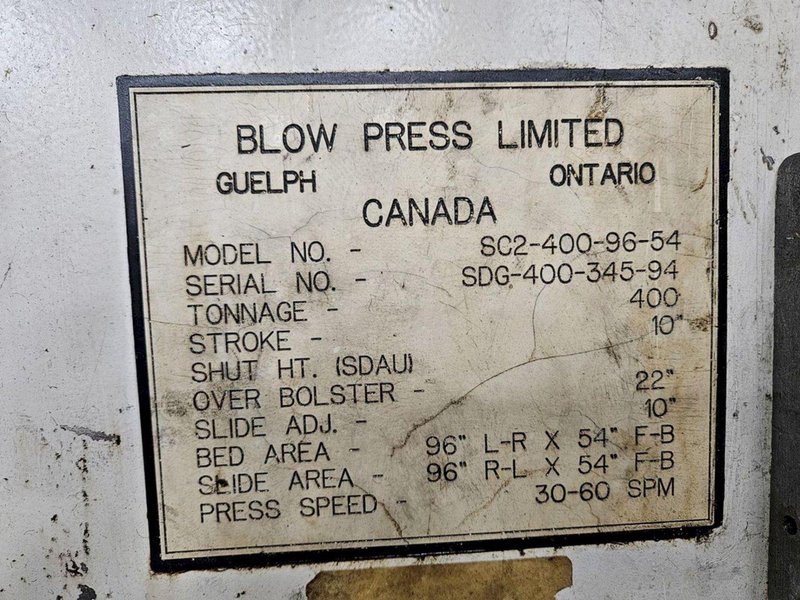 BLOW PRESS LIMITED
GUELPH ONTARIO
CANADA
MODEL NO. - SC2-400-96-54
SERIAL NO. - SDG-400-345-94
TONNAGE - 400
STROKE - 10"
SHUT HT. (SDAU)
OVER BOLSTER - 22"
SLIDE ADJ. - 10"
BED AREA - 96" L-R X 54" F-B
SLIDE AREA - 96" R-L X 54" F-B
PRESS SPEED - 30-60 SPM